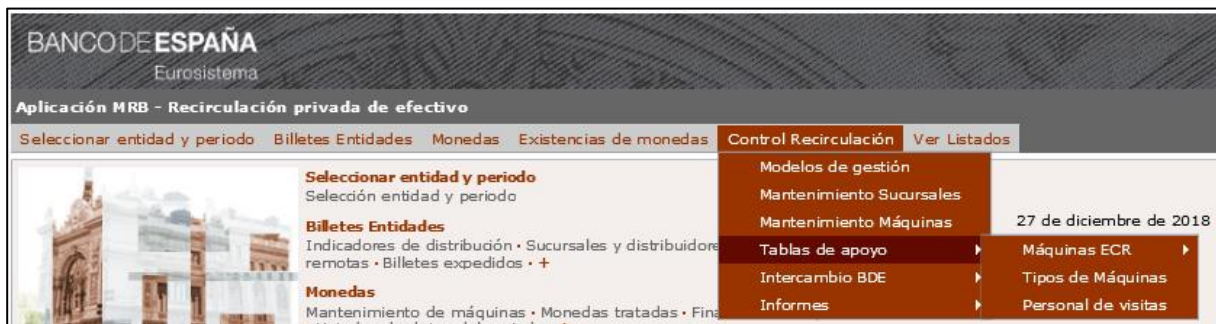 BANCO DE ESPAÑA
Eurosistema
Aplicación MRB - Recirculación privada de efectivo
Seleccionar entidad y periodo Billetes Entidades Monedas Existencias de monedas Control Recirculación Ver Listados
Modelos de gestión
Mantenimiento Sucursales
Mantenimiento Máquinas
Tablas de apoyo
Intercambio BDE
Informes
Máquinas ECR
Tipos de Máquinas
Personal de visitas
Seleccionar entidad y periodo
Selección entidad y periodo
27 de diciembre de 2018
Billetes Entidades
Indicadores de distribución • Sucursales y distribuidore
remotas • Billetes expedidos • +
Monedas
Mantenimiento de máquinas • Monedas tratadas •